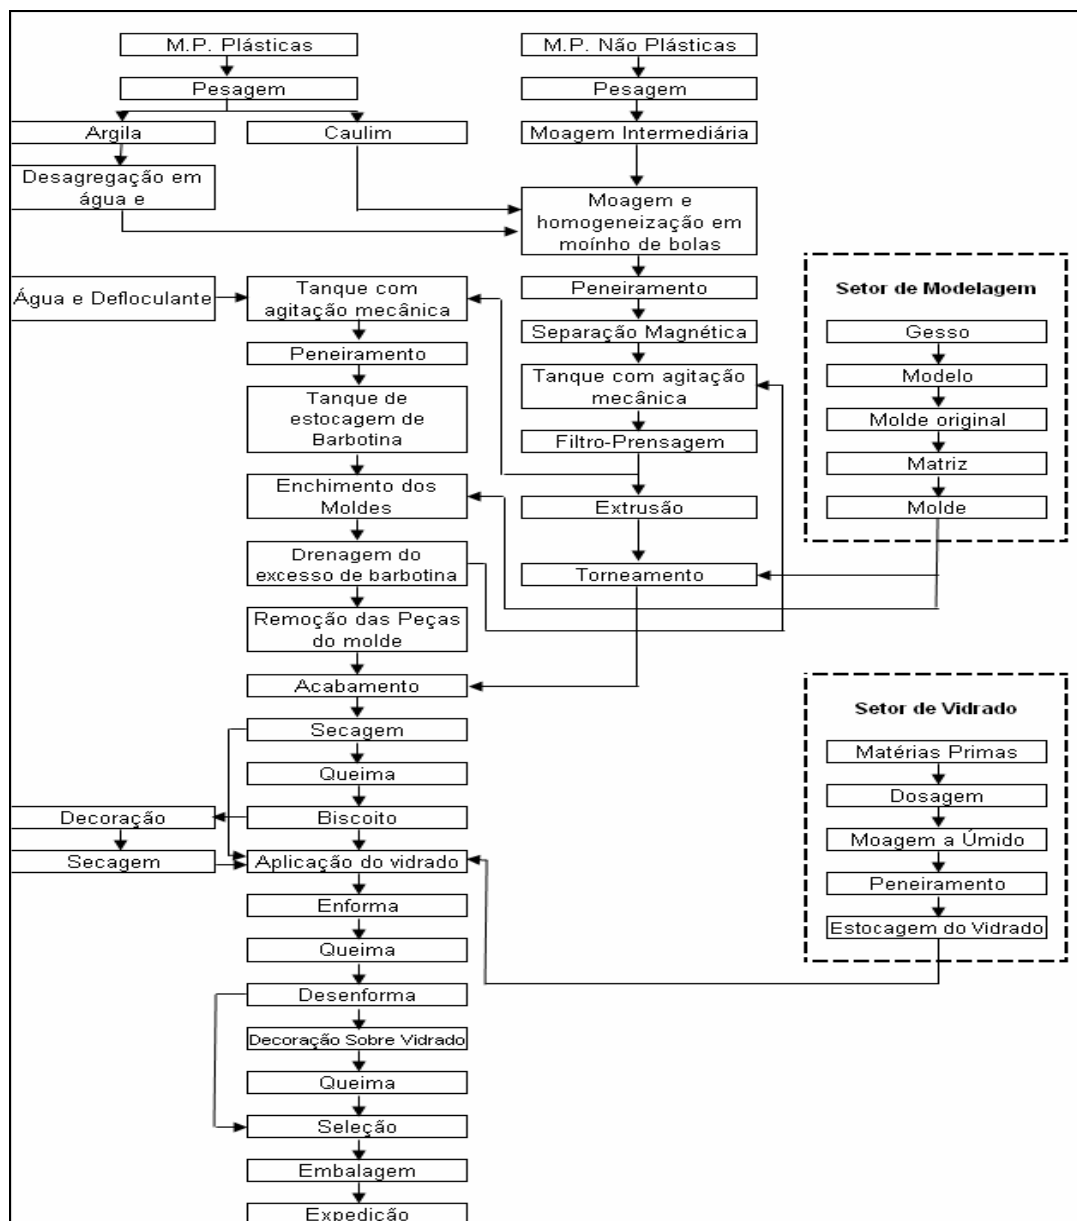 M.P. Plásticas
M.P. Não Plásticas
Pesagem
Pesagem
Argila
Caulim
Moagem Intermediária
Desagregação em
água e
Moagem e
homogeneização em
moínho de bolas
Água e Defloculante
Tanque com
agitação mecânica
Peneiramento
Setor de Modelagem
Separação Magnética
Gesso
Peneiramento
Tanque com agitação
mecânica
Modelo
Tanque de
estocagem de
Barbotina
Molde original
Filtro-Prensagem
Matriz
Enchimento dos
Moldes
Extrusão
Molde
Drenagem do
excesso de barbotina
Torneamento
Remoção das Peças
do molde
Acabamento
Setor de Vidrado
Secagem
Matérias Primas
Queima
Dosagem
Decoração
Biscoito
Moagem a Úmido
Secagem
Aplicação do vidrado
Peneiramento
Enforma
Estocagem do Vidrado
Queima
Desenforma
Decoração Sobre Vidrado
Queima
Seleção
Embalagem
Expedição